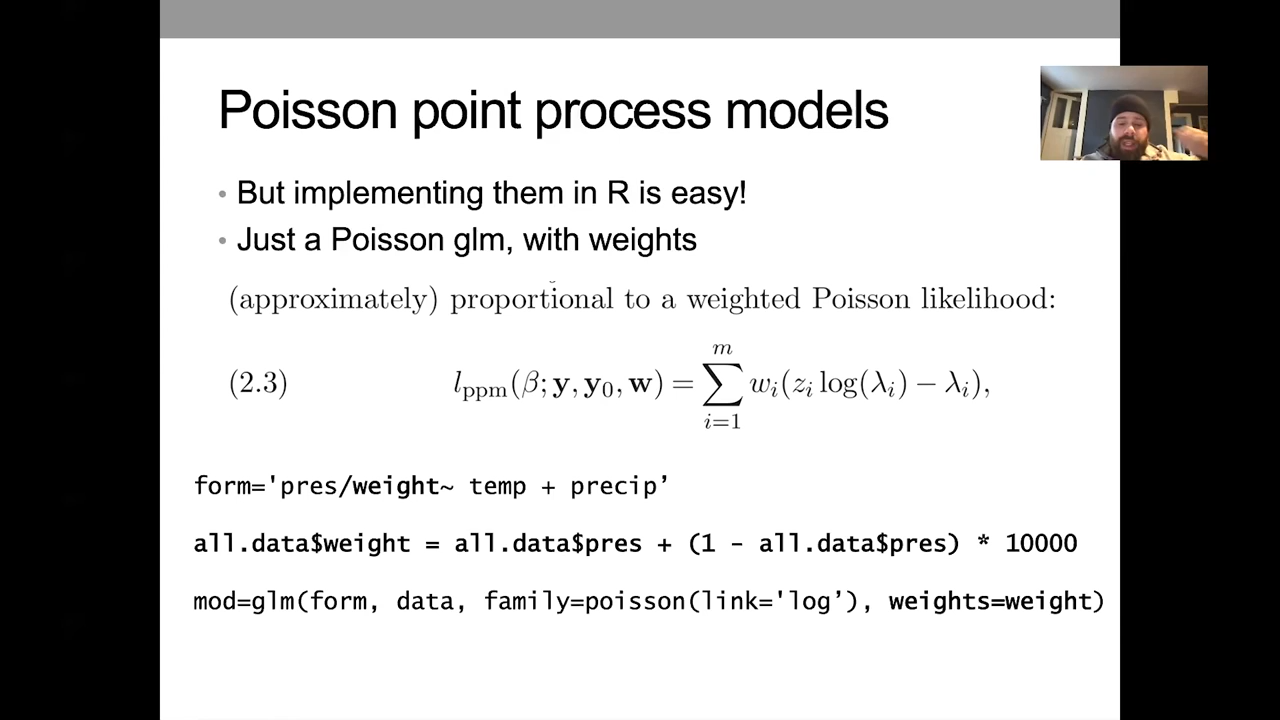 Poisson point process models
• But implementing them in R is easy!
• Just a Poisson glm, with weights
(approximately) proportional to a weighted Poisson likelihood:
(2.3) l_ppm(β; y, y₀, w) = ∑_{i=1}^{m} w_i(z_i log(λ_i) − λ_i),
form='pres/weight~ temp + precip’
all.data$weight = all.data$pres + (1 - all.data$pres) * 10000
mod=glm(form, data, family=poisson(link='log’), weights=weight)